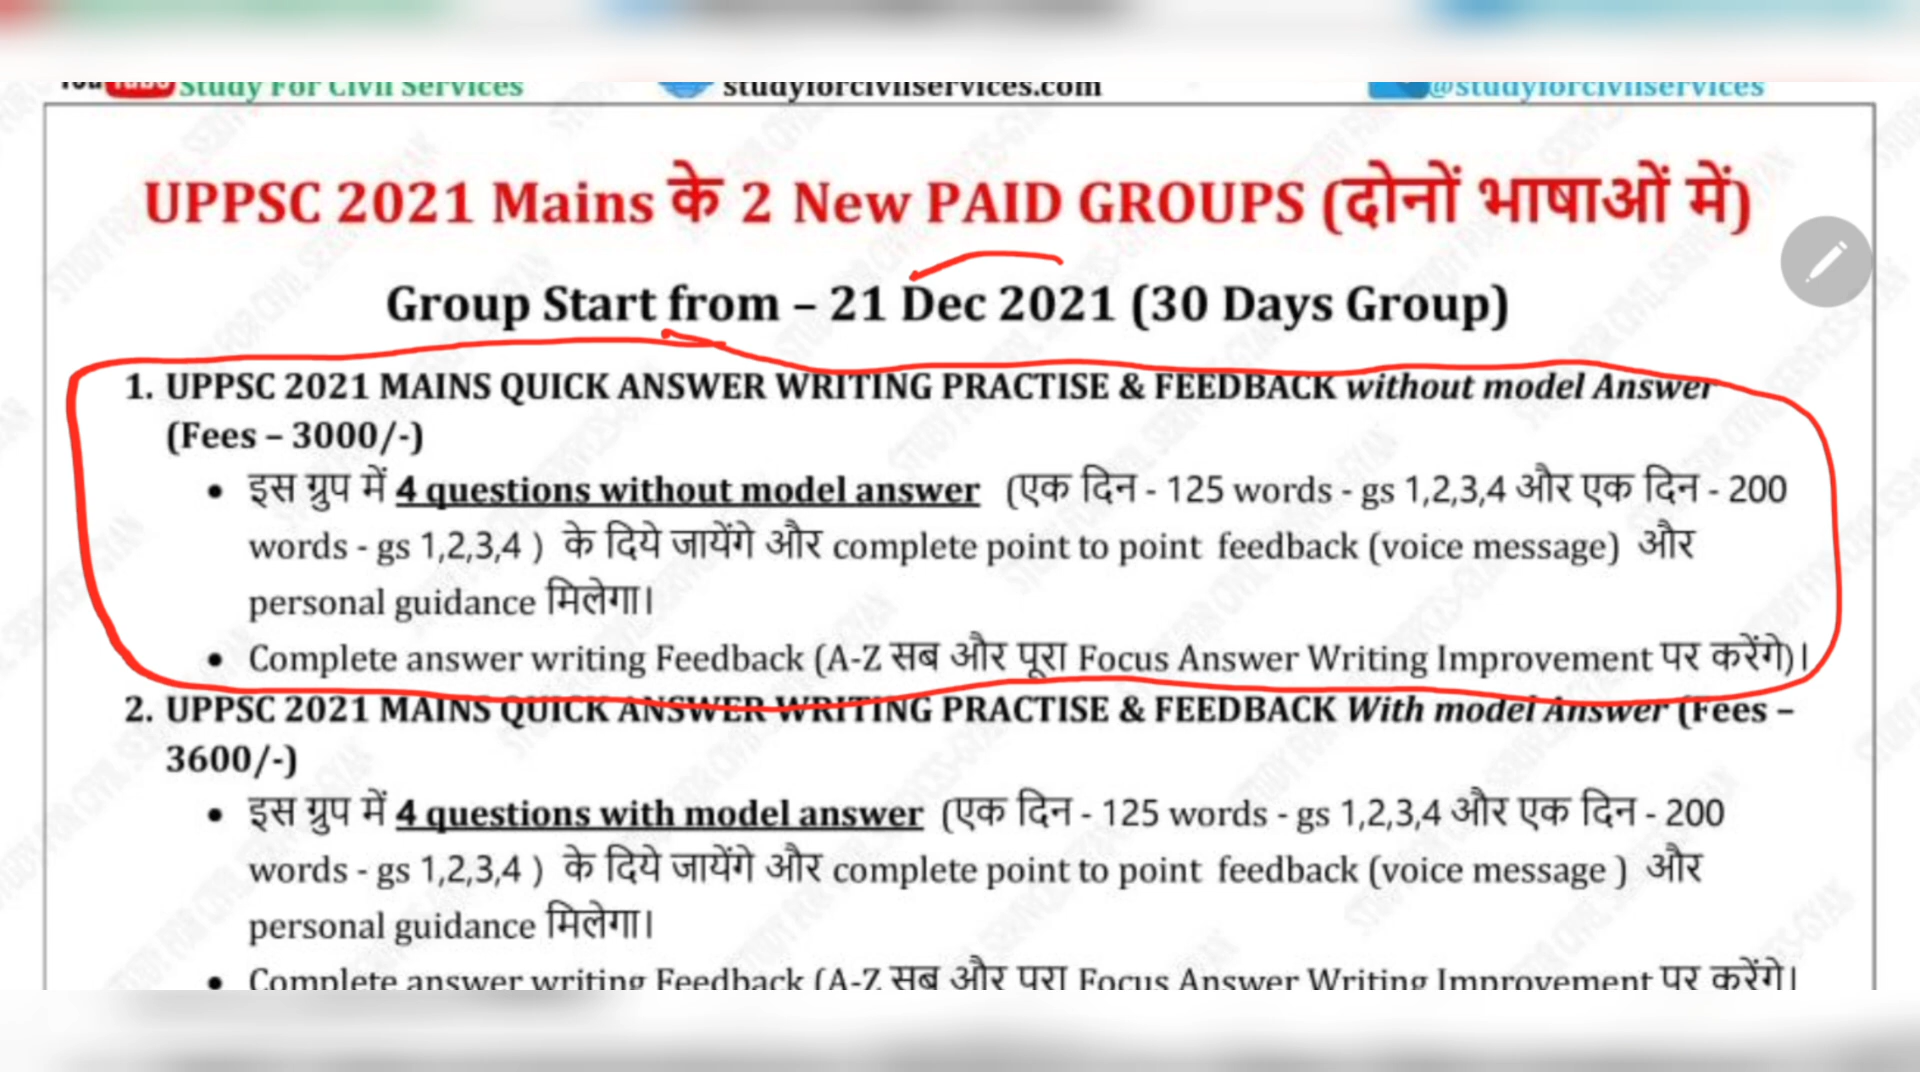 YouTube Study For Civil Services studyforcivilservices.com @studyforcivilservices
UPPSC 2021 Mains के 2 New PAID GROUPS (दोनों भाषाओं में)
Group Start from – 21 Dec 2021 (30 Days Group)
1. UPPSC 2021 MAINS QUICK ANSWER WRITING PRACTISE & FEEDBACK without model Answer
(Fees – 3000/-)
• इस ग्रुप में 4 questions without model answer (एक दिन - 125 words - gs 1,2,3,4 और एक दिन - 200
words - gs 1,2,3,4 ) के दिये जायेंगे और complete point to point feedback (voice message) और
personal guidance मिलेगा।
• Complete answer writing Feedback (A-Z सब और पूरा Focus Answer Writing Improvement पर करेंगे)।
2. UPPSC 2021 MAINS QUICK ANSWER WRITING PRACTISE & FEEDBACK With model Answer (Fees –
3600/-)
• इस ग्रुप में 4 questions with model answer (एक दिन - 125 words - gs 1,2,3,4 और एक दिन - 200
words - gs 1,2,3,4 ) के दिये जायेंगे और complete point to point feedback (voice message ) और
personal guidance मिलेगा।
• Complete answer writing Feedback (A-Z सब और पूरा Focus Answer Writing Improvement पर करेंगे।